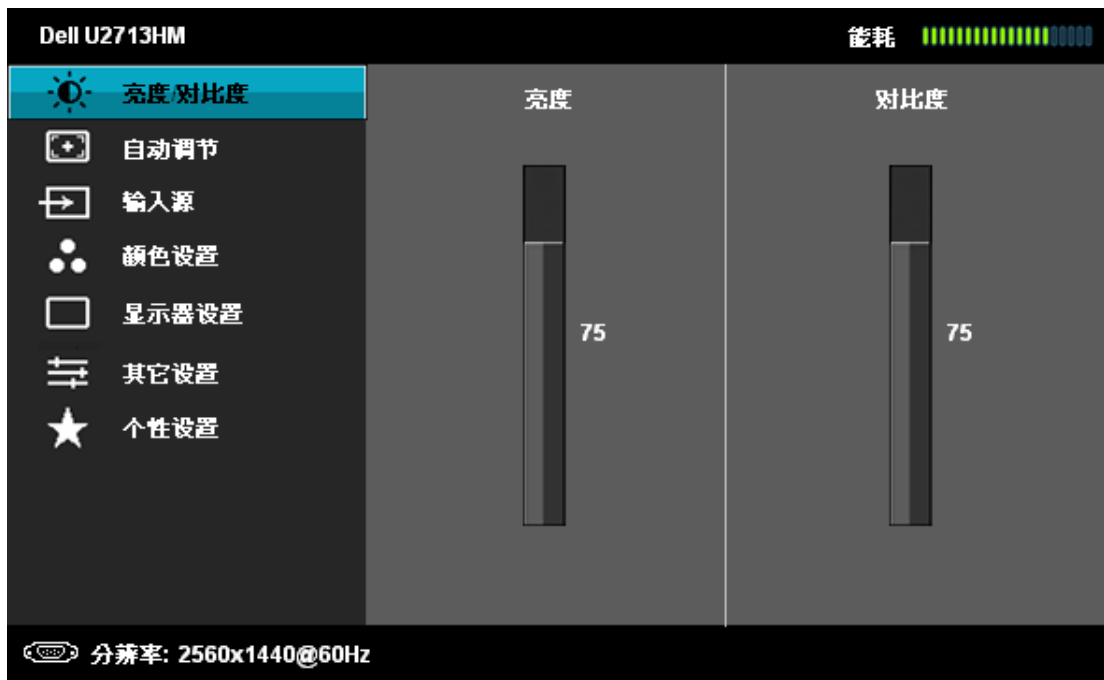 Dell U2713HM 能耗
亮度/对比度
自动调节
输入源
颜色设置
显示器设置
其它设置
个性设置
亮度
75
对比度
75
分辨率: 2560x1440@60Hz